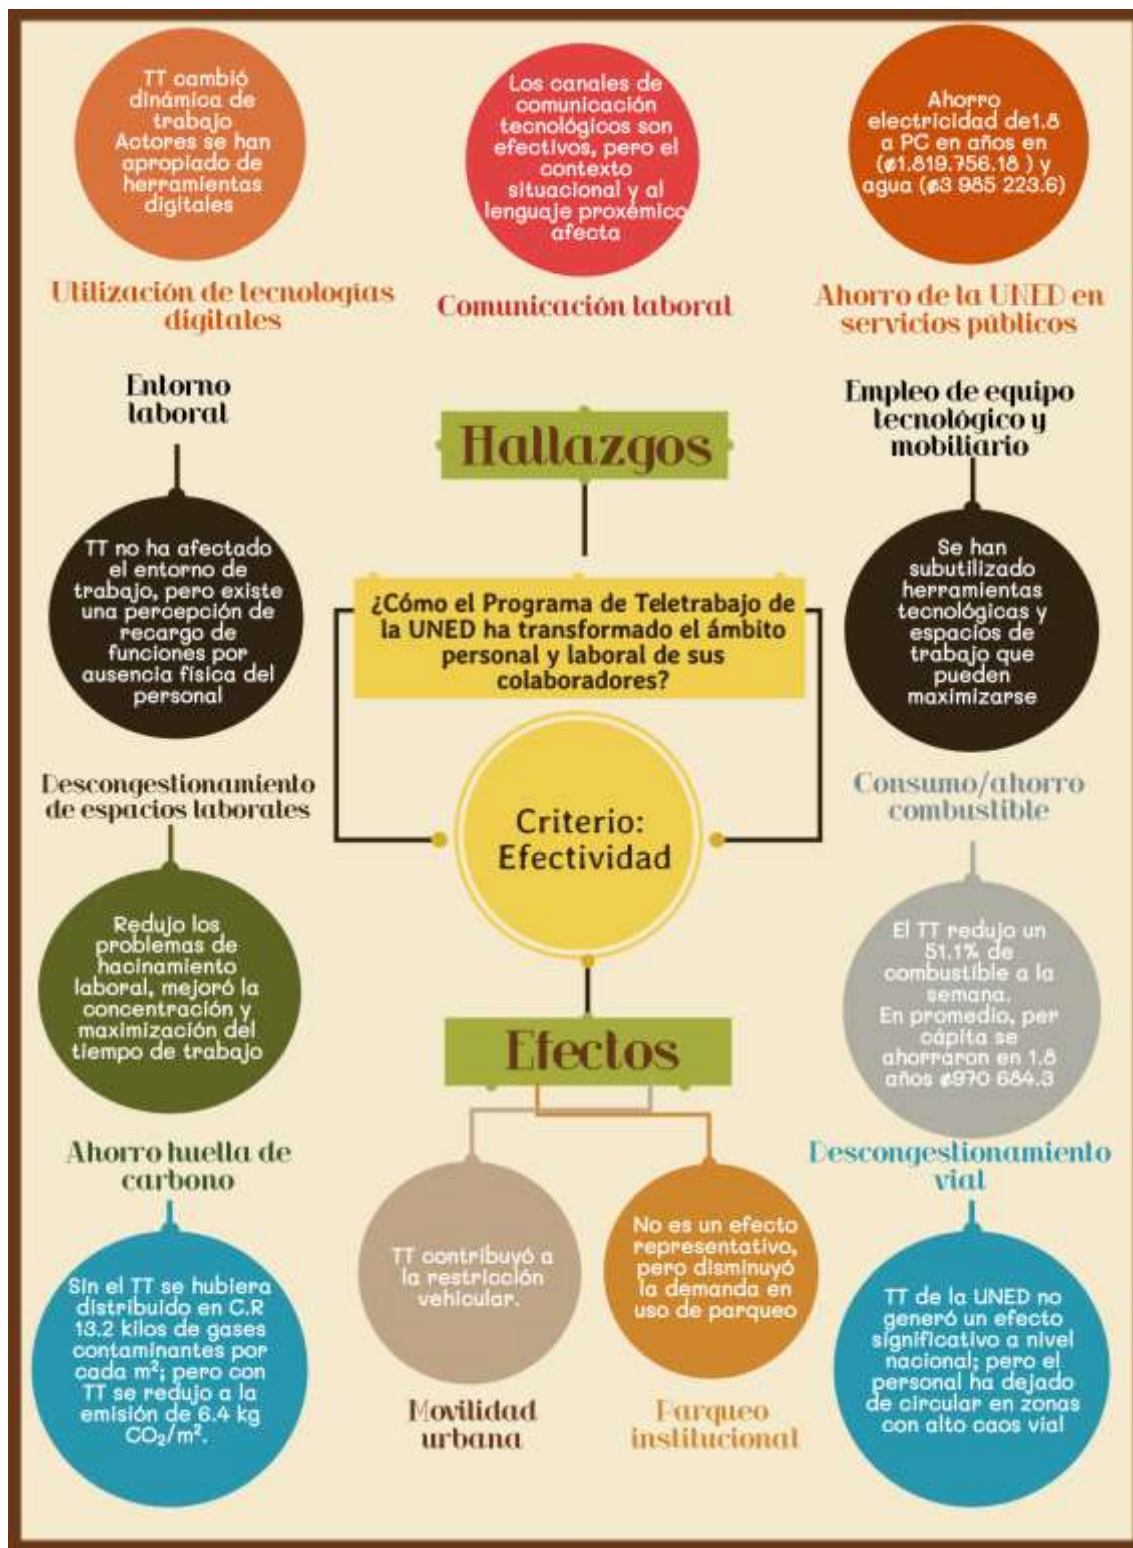 TT cambió
dinámica de
trabajo
Actores se han
apropiado de
herramientas
digitales
Utilización de tecnologías
digitales
Los canales de
comunicación
tecnológicos son
efectivos, pero el
contexto
situacional y al
lenguaje proxémico
afecta
Comunicación laboral
Ahorro
electricidad de1.8
a PC en años en
(₡1.819.756.18 ) y
agua (₡3 985 223.6)
Ahorro de la UNED en
servicios públicos
Entorno
laboral
TT no ha afectado
el entorno de
trabajo, pero existe
una percepción de
recargo de
funciones por
ausencia física del
personal
Hallazgos
¿Cómo el Programa de Teletrabajo de
la UNED ha transformado el ámbito
personal y laboral de sus
colaboradores?
Criterio:
Efectividad
Empleo de equipo
tecnológico y
mobiliario
Se han
subutilizado
herramientas
tecnológicas y
espacios de
trabajo que
pueden
maximizarse
Descongestionamiento
de espacios laborales
Redujo los
problemas de
hacinamiento
laboral, mejoró la
concentración y
maximización del
tiempo de trabajo
Consumo/ahorro
combustible
El TT redujo un
51.1% de
combustible a la
semana.
En promedio, per
cápita se
ahorraron en 1.8
años ₡970 684.3
Efectos
Ahorro huella de
carbono
Sin el TT se hubiera
distribuido en C.R
13.2 kilos de gases
contaminantes por
cada m²; pero con
TT se redujo a la
emisión de 6.4 kg
CO₂/m².
TT contribuyó a
la restricción
vehicular.
Movilidad
urbana
No es un efecto
representativo,
pero disminuyó
la demanda en
uso de parqueo
Parqueo
institucional
Descongestionamiento
vial
TT de la UNED no
generó un efecto
significativo a nivel
nacional; pero el
personal ha dejado
de circular en zonas
con alto caos vial